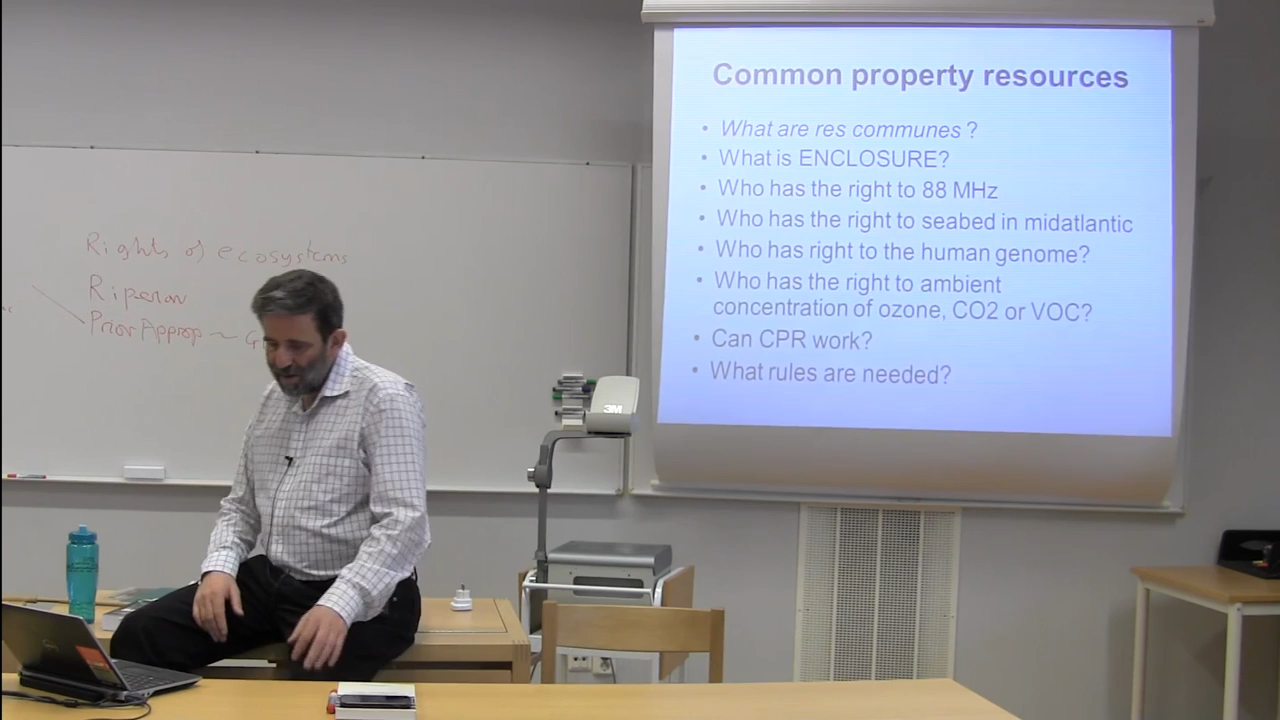 Common property resources
• What are res communes ?
• What is ENCLOSURE?
• Who has the right to 88 MHz
• Who has the right to seabed in midatlantic
• Who has right to the human genome?
• Who has the right to ambient
concentration of ozone, CO2 or VOC?
• Can CPR work?
• What rules are needed?
Rights of ecosystems
Riparian
Prior Approp ~ G
3M